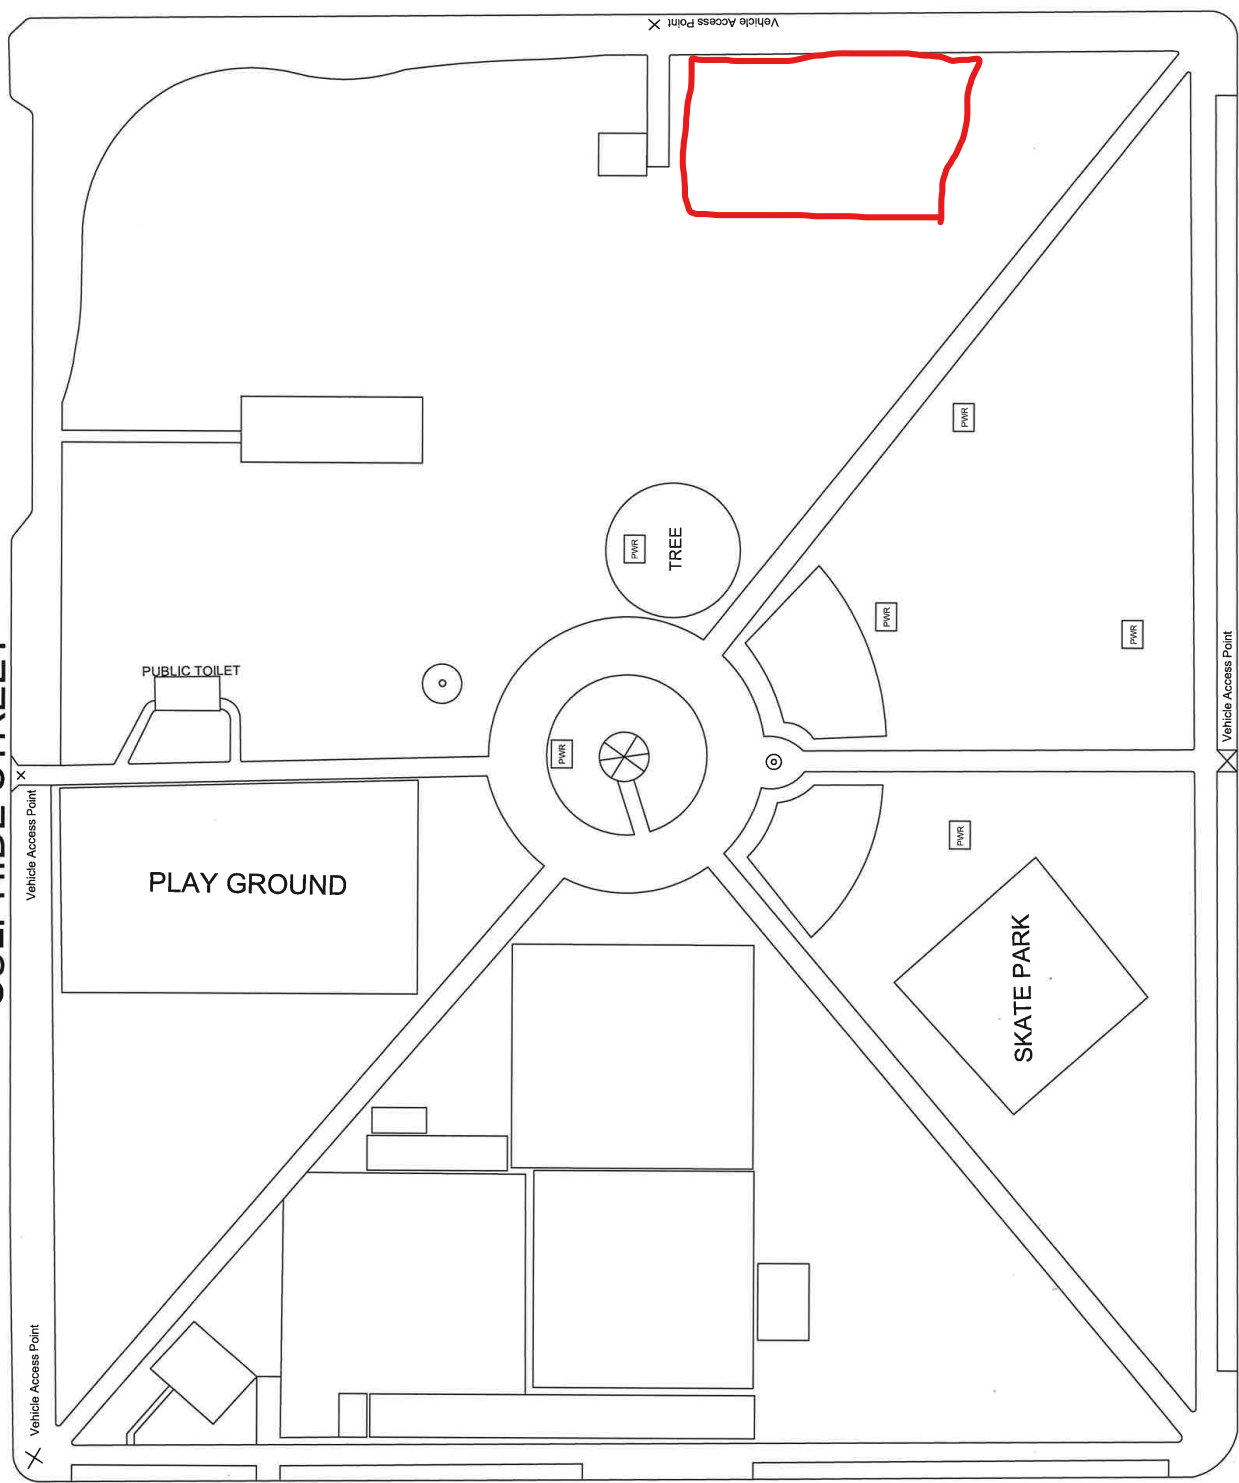 Vehicle Access Point
PWR
PWR
TREE
PWR
PWR
Vehicle Access Point
PUBLIC TOILET
PWR
Vehicle Access Point
PLAY GROUND
PWR
SKATE PARK
Vehicle Access Point